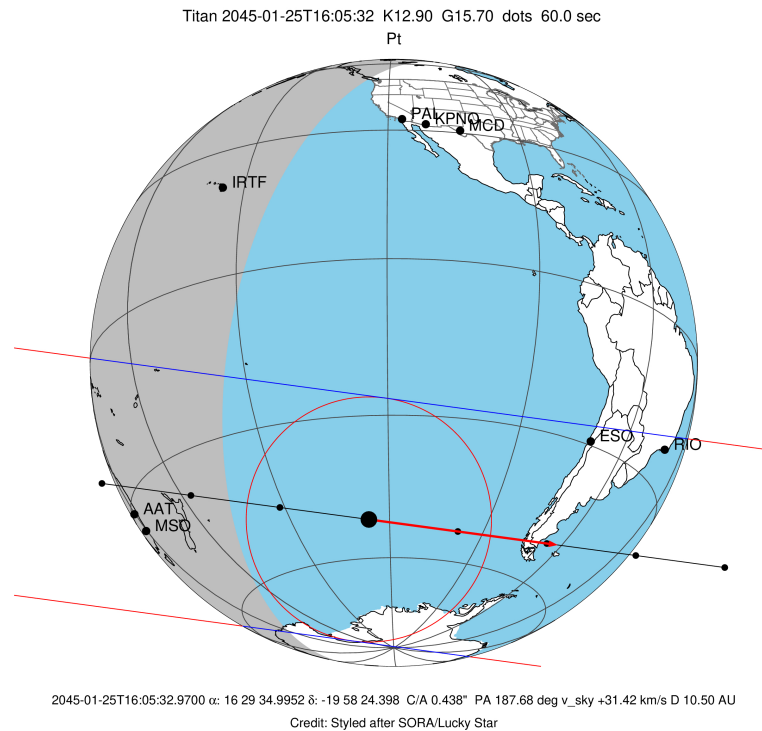 Titan 2045-01-25T16:05:32  K12.90  G15.70  dots  60.0 sec
Pt
PAL
KPNO
MCD
IRTF
ESO
RIO
AAT
MSO
2045-01-25T16:05:32.9700 α: 16 29 34.9952 δ: -19 58 24.398  C/A 0.438"  PA 187.68 deg v_sky +31.42 km/s D 10.50 AU
Credit: Styled after SORA/Lucky Star